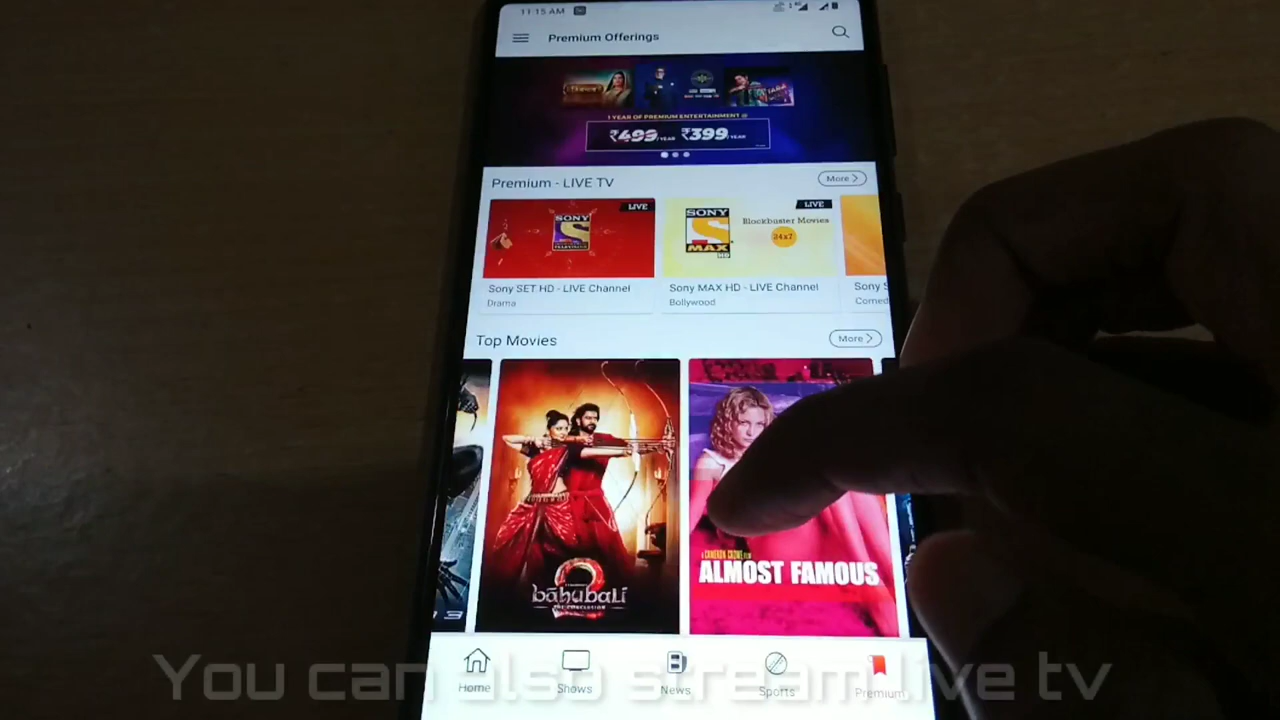 11:15 AM
Premium Offerings
1 YEAR OF PREMIUM ENTERTAINMENT @
₹499/YEAR ₹399/YEAR
Premium - LIVE TV
More >
LIVE
SONY
LIVE
SONY
MAX
HD
Blockbuster Movies
24x7
Sony SET HD - LIVE Channel
Drama
Sony MAX HD - LIVE Channel
Bollywood
Sony S
Comed
Top Movies
More >
3
bāhubali
2
THE CONCLUSION
A CAMERON CROWE FILM
ALMOST FAMOUS
Home
Shows
News
Sports
Premium
You can also stream live tv